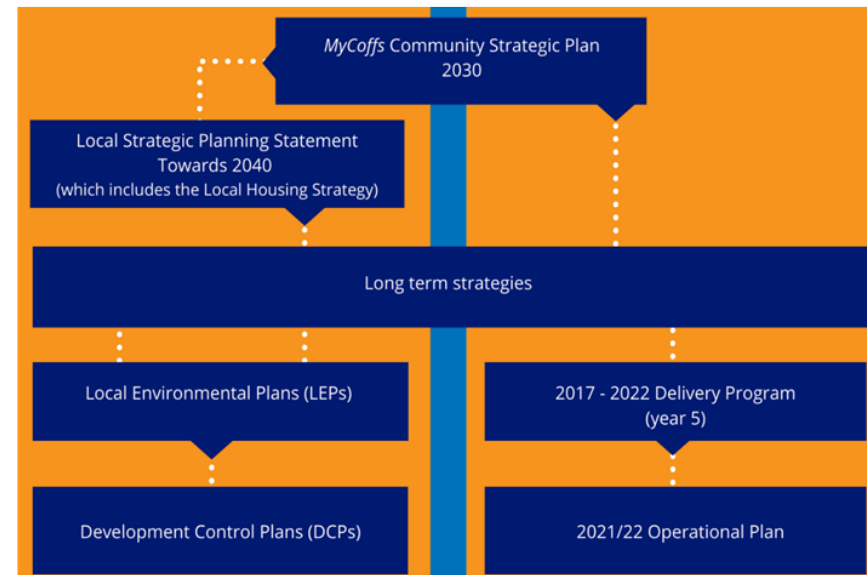 MyCoffs Community Strategic Plan
2030
Local Strategic Planning Statement
Towards 2040
(which includes the Local Housing Strategy)
Long term strategies
Local Environmental Plans (LEPs)
2017 - 2022 Delivery Program
(year 5)
Development Control Plans (DCPs)
2021/22 Operational Plan